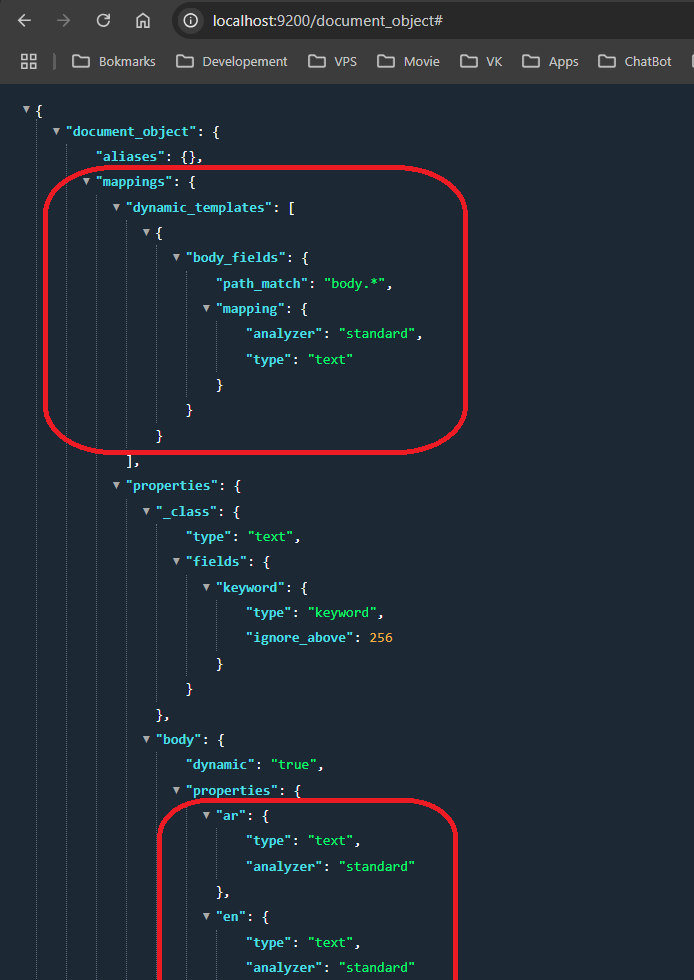 localhost:9200/document_object#
Bokmarks Developement VPS Movie VK Apps ChatBot
{
"document_object": {
"aliases": {},
"mappings": {
"dynamic_templates": [
{
"body_fields": {
"path_match": "body.*",
"mapping": {
"analyzer": "standard",
"type": "text"
}
}
}
],
"properties": {
"_class": {
"type": "text",
"fields": {
"keyword": {
"type": "keyword",
"ignore_above": 256
}
}
},
"body": {
"dynamic": "true",
"properties": {
"ar": {
"type": "text",
"analyzer": "standard"
},
"en": {
"type": "text",
"analyzer": "standard"